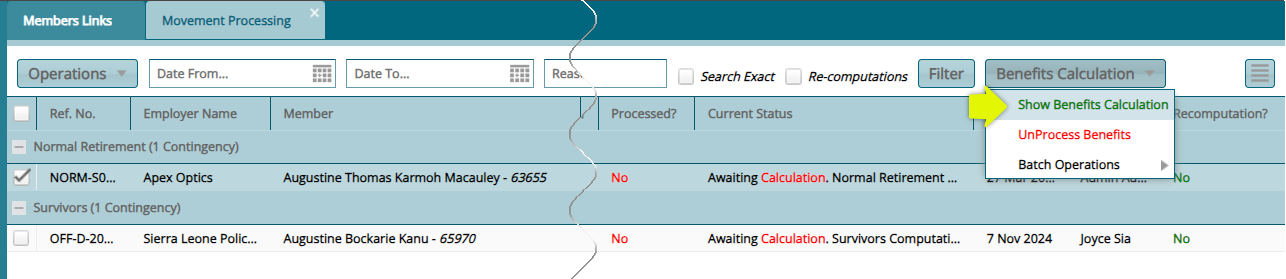 Members Links Movement Processing ×
Operations Date From... Date To... Reas Search Exact Re-computations Filter Benefits Calculation
Show Benefits Calculation
UnProcess Benefits
Batch Operations
Ref. No. Employer Name Member Processed? Current Status Recomputation?
Normal Retirement (1 Contingency)
NORM-S0... Apex Optics Augustine Thomas Karmoh Macauley - 63655 No Awaiting Calculation. Normal Retirement ... 27 Mar 20... Admin Ad... No
Survivors (1 Contingency)
OFF-D-20... Sierra Leone Polic... Augustine Bockarie Kanu - 65970 No Awaiting Calculation. Survivors Computati... 7 Nov 2024 Joyce Sia No